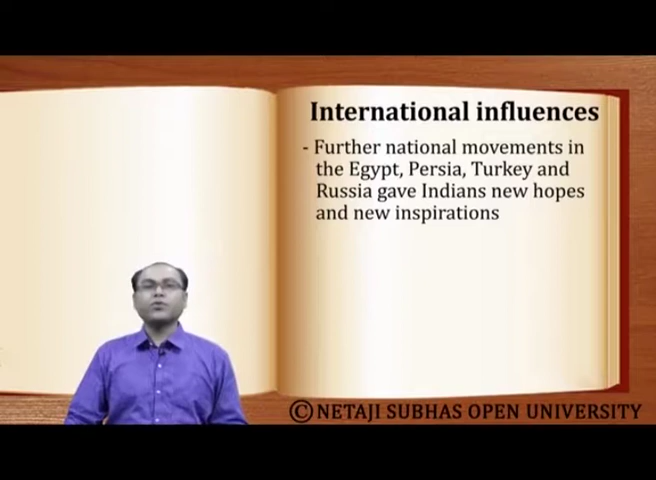 International influences
- Further national movements in
the Egypt, Persia, Turkey and
Russia gave Indians new hopes
and new inspirations
© NETAJI SUBHAS OPEN UNIVERSITY